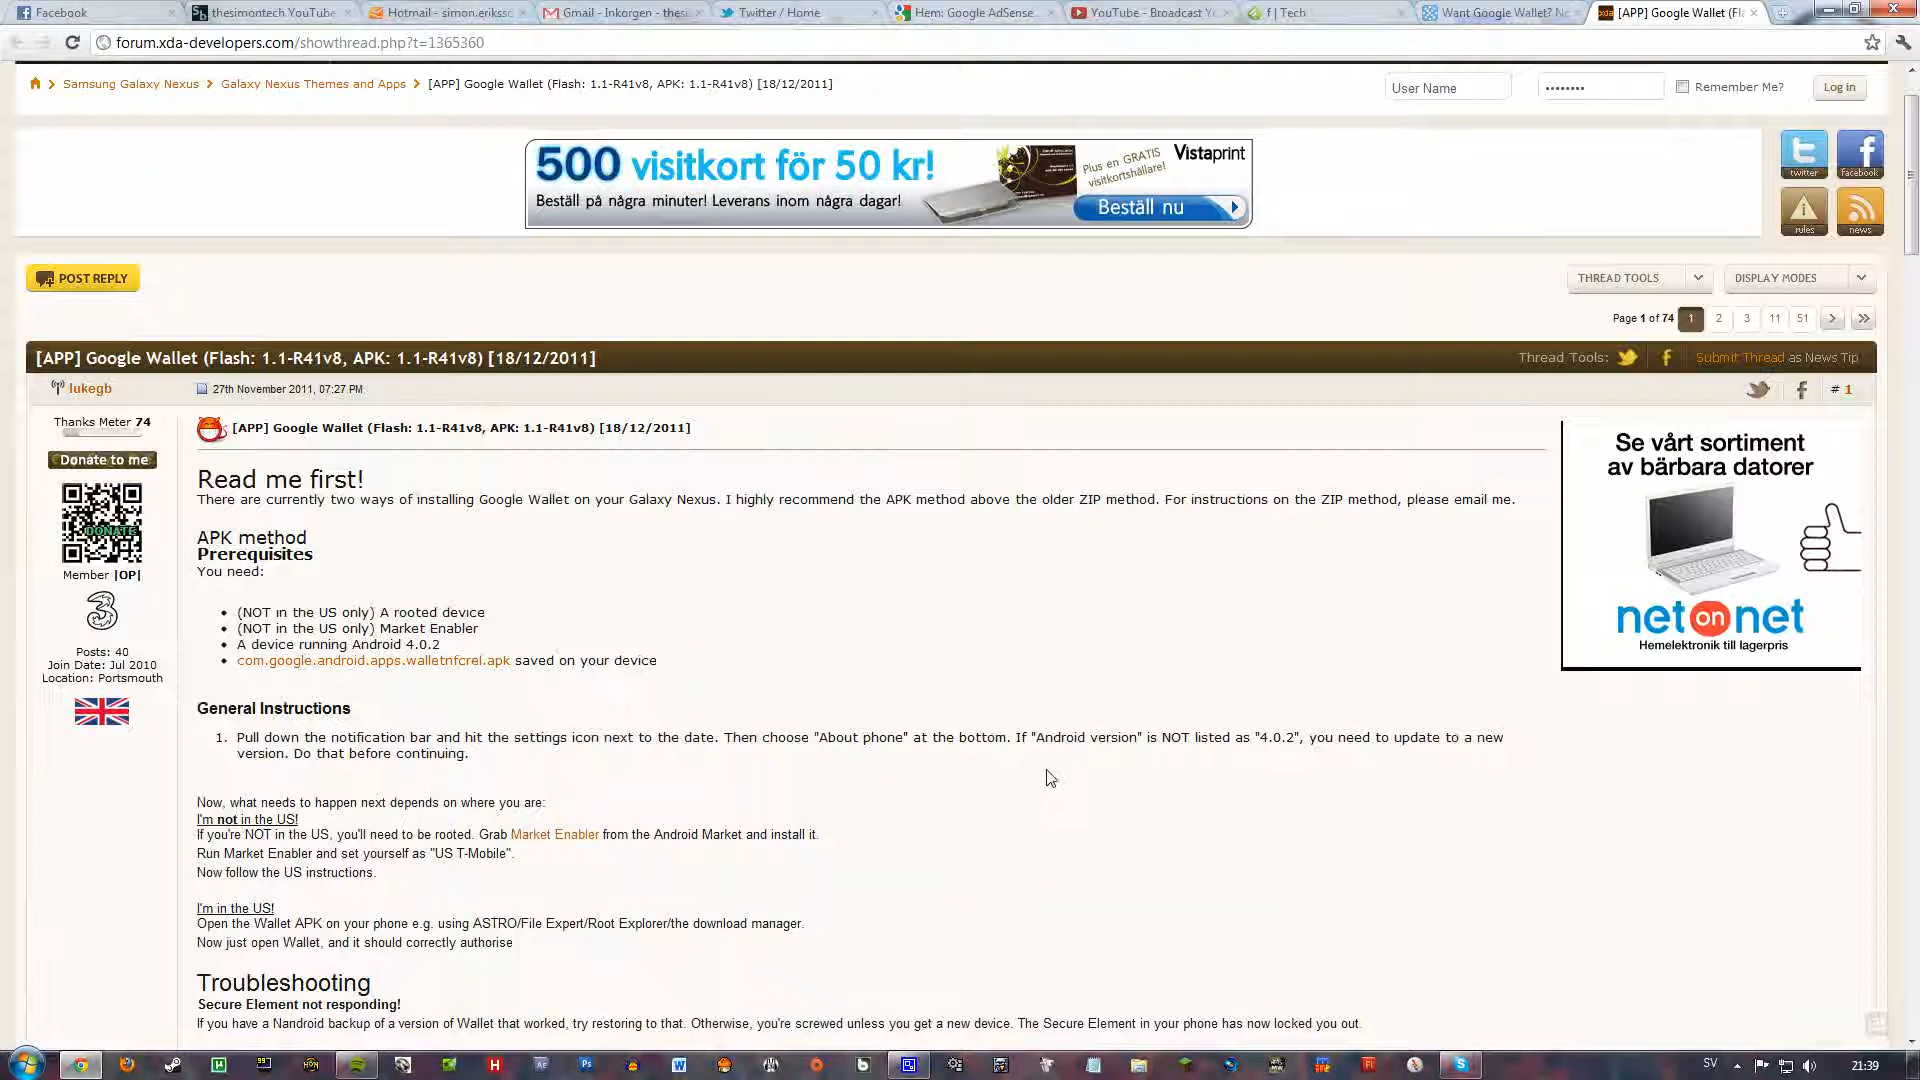 Facebook
thesimontech YouTube
Hotmail - simon.erikss
Gmail - Inkorgen - thesi
Twitter / Home
Hem: Google AdSense
YouTube - Broadcast Yo
f | Tech
Want Google Wallet? No
[APP] Google Wallet (Fl
forum.xda-developers.com/showthread.php?t=1365360
Samsung Galaxy Nexus
Galaxy Nexus Themes and Apps
[APP] Google Wallet (Flash: 1.1-R41v8, APK: 1.1-R41v8) [18/12/2011]
User Name
••••••••
Remember Me?
Log in
500 visitkort för 50 kr!
Beställ på några minuter! Leverans inom några dagar!
Plus en GRATIS
visitkortshållare!
Vistaprint
Beställ nu
twitter
facebook
rules
news
POST REPLY
THREAD TOOLS
DISPLAY MODES
Page 1 of 74 1 2 3 11 51 > >>
[APP] Google Wallet (Flash: 1.1-R41v8, APK: 1.1-R41v8) [18/12/2011]
Thread Tools:
Submit Thread as News Tip
lukegb
27th November 2011, 07:27 PM
# 1
Thanks Meter 74
Donate to me
DONATE
Member |OP|
3
Posts: 40
Join Date: Jul 2010
Location: Portsmouth
[APP] Google Wallet (Flash: 1.1-R41v8, APK: 1.1-R41v8) [18/12/2011]
Read me first!
There are currently two ways of installing Google Wallet on your Galaxy Nexus. I highly recommend the APK method above the older ZIP method. For instructions on the ZIP method, please email me.
APK method
Prerequisites
You need:
• (NOT in the US only) A rooted device
• (NOT in the US only) Market Enabler
• A device running Android 4.0.2
• com.google.android.apps.walletnfcrel.apk saved on your device
General Instructions
1. Pull down the notification bar and hit the settings icon next to the date. Then choose "About phone" at the bottom. If "Android version" is NOT listed as "4.0.2", you need to update to a new
version. Do that before continuing.
Now, what needs to happen next depends on where you are:
I'm not in the US!
If you're NOT in the US, you'll need to be rooted. Grab Market Enabler from the Android Market and install it.
Run Market Enabler and set yourself as "US T-Mobile".
Now follow the US instructions.
I'm in the US!
Open the Wallet APK on your phone e.g. using ASTRO/File Expert/Root Explorer/the download manager.
Now just open Wallet, and it should correctly authorise
Troubleshooting
Secure Element not responding!
If you have a Nandroid backup of a version of Wallet that worked, try restoring to that. Otherwise, you're screwed unless you get a new device. The Secure Element in your phone has now locked you out.
Se vårt sortiment
av bärbara datorer
net on net
Hemelektronik till lagerpris
SV
21:39